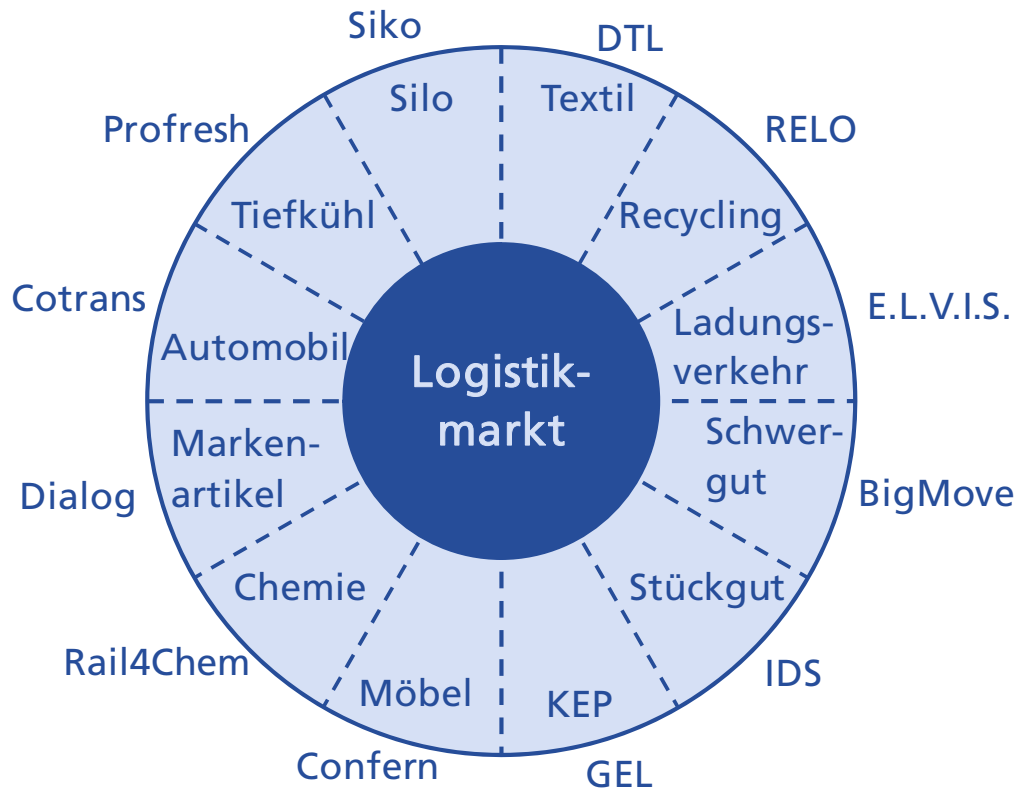 Siko
DTL
Silo
Textil
Profresh
RELO
Tiefkühl
Recycling
Cotrans
E.L.V.I.S.
Automobil
Ladungs-
verkehr
Logistik-
markt
Marken-
artikel
Schwer-
gut
Dialog
BigMove
Chemie
Stückgut
Rail4Chem
IDS
Möbel
KEP
Confern
GEL